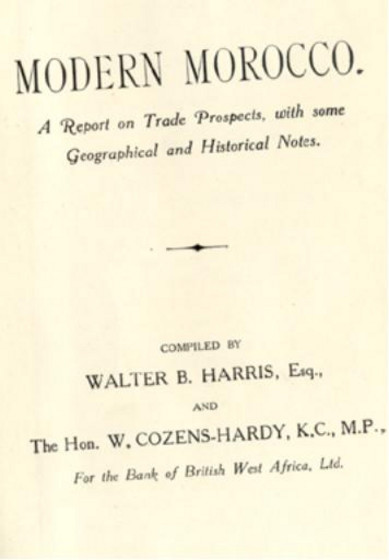 MODERN MOROCCO.
A Report on Trade Prospects, with some
Geographical and Historical Notes.
COMPILED BY
WALTER B. HARRIS, Esq.,
AND
The Hon. W. COZENS-HARDY, K.C., M.P.,
For the Bank of British West Africa, Ltd.